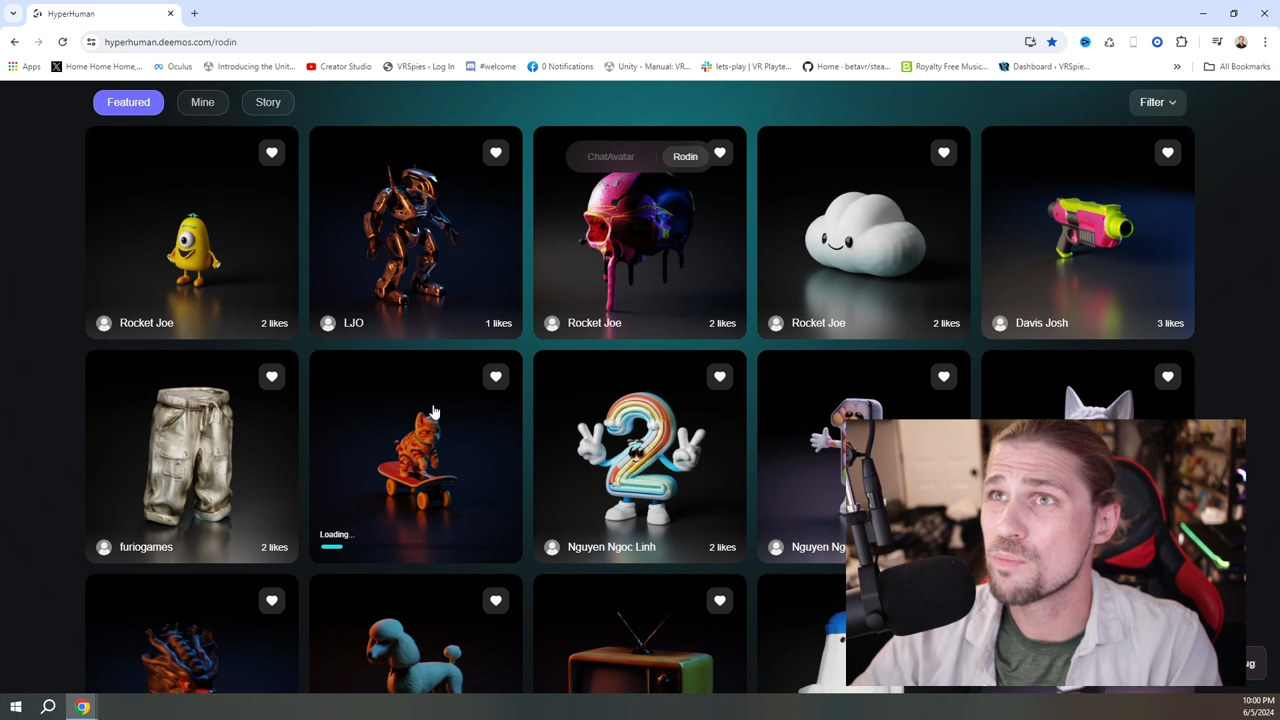 HyperHuman
hyperhuman.deemos.com/rodin
Apps
Home Home Home,...
Oculus
Introducing the Unit...
Creator Studio
VRSpies ‹ Log In
#welcome
0 Notifications
Unity - Manual: VR...
lets-play | VR Playte...
Home · betavr/stea...
Royalty Free Music...
Dashboard ‹ VRSpie...
»
All Bookmarks
Featured
Mine
Story
Filter
ChatAvatar
Rodin
Rocket Joe
2 likes
LJO
1 likes
Rocket Joe
2 likes
Rocket Joe
2 likes
Davis Josh
3 likes
Loading...
furiogames
2 likes
Nguyen Ngoc Linh
2 likes
10:00 PM
6/5/2024